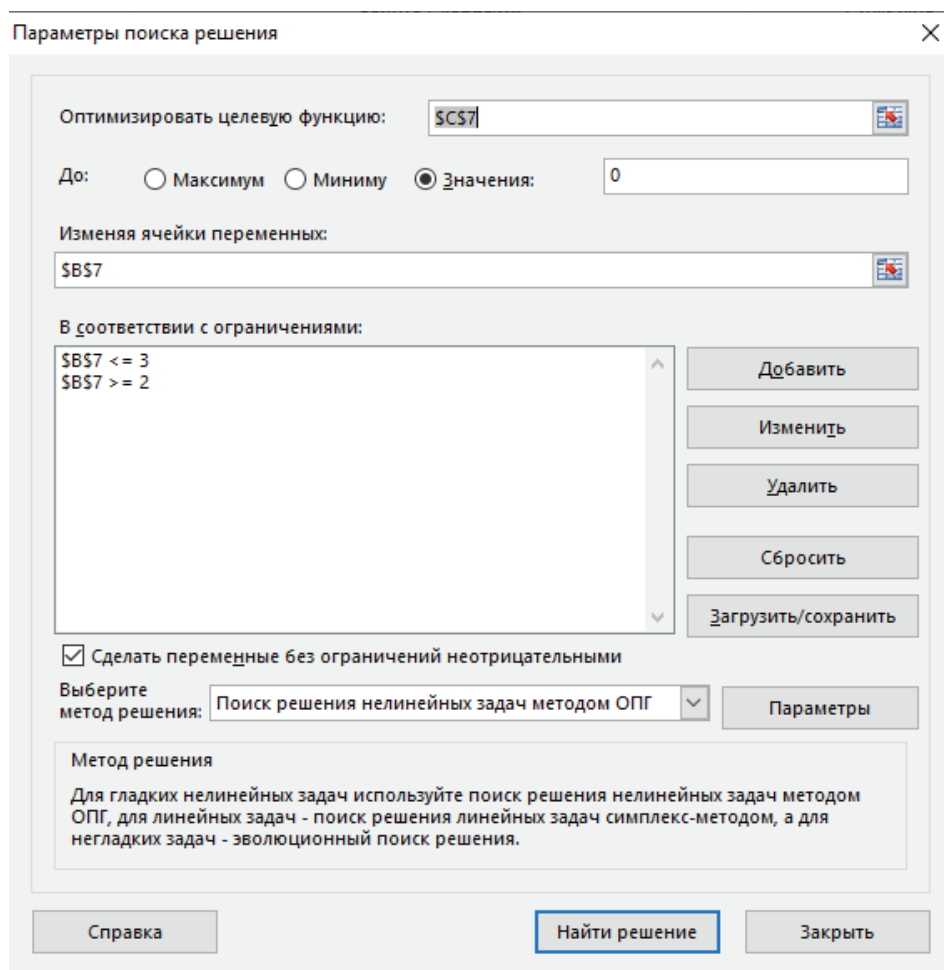 Параметры поиска решения
Оптимизировать целевую функцию: $C$7
До: Максимум Миниму Значения: 0
Изменяя ячейки переменных:
$B$7
В соответствии с ограничениями:
$B$7 <= 3
$B$7 >= 2
Добавить
Изменить
Удалить
Сбросить
Загрузить/сохранить
Сделать переменные без ограничений неотрицательными
Выберите
метод решения: Поиск решения нелинейных задач методом ОПГ Параметры
Метод решения
Для гладких нелинейных задач используйте поиск решения нелинейных задач методом
ОПГ, для линейных задач - поиск решения линейных задач симплекс-методом, а для
негладких задач - эволюционный поиск решения.
Справка Найти решение Закрыть